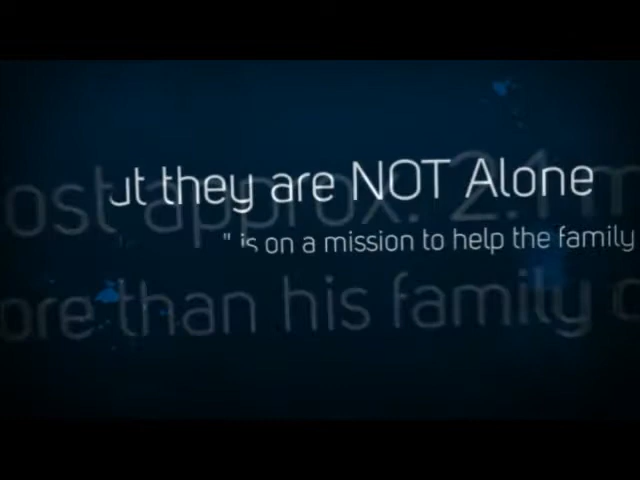 ut they are NOT Alone
ost approx. 2.1 m
" is on a mission to help the family
ore than his family c